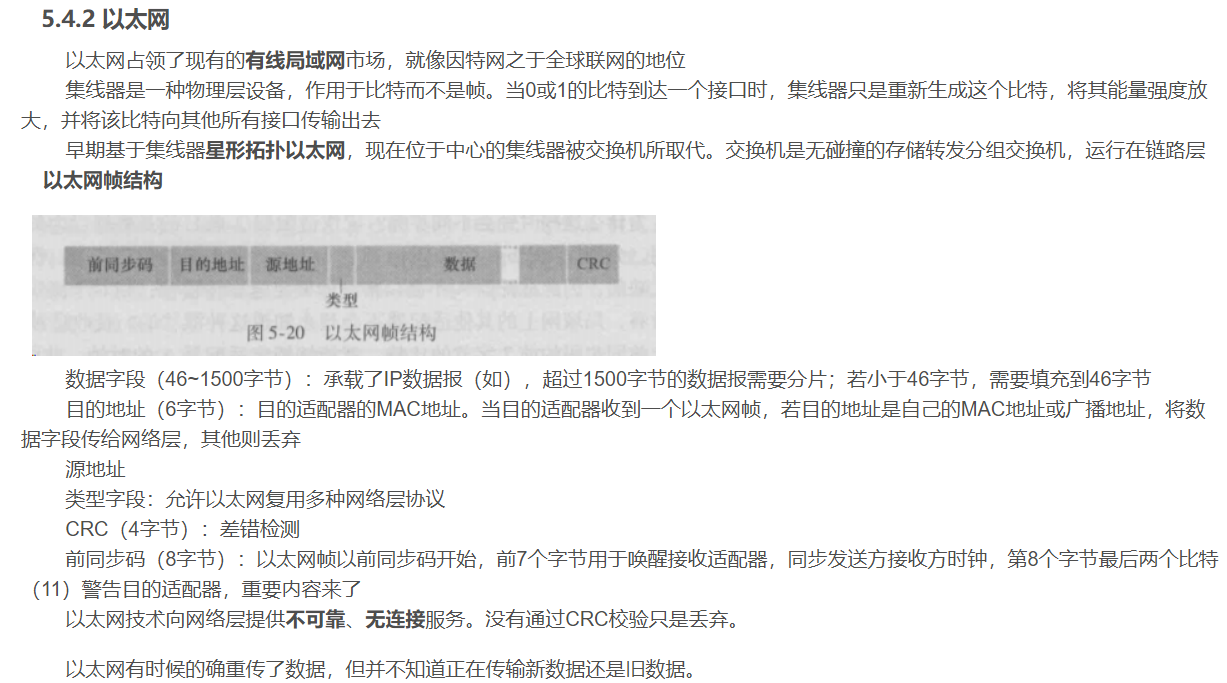 5.4.2 以太网
以太网占领了现有的有线局域网市场，就像因特网之于全球联网的地位
集线器是一种物理层设备，作用于比特而不是帧。当0或1的比特到达一个接口时，集线器只是重新生成这个比特，将其能量强度放
大，并将该比特向其他所有接口传输出去
早期基于集线器星形拓扑以太网，现在位于中心的集线器被交换机所取代。交换机是无碰撞的存储转发分组交换机，运行在链路层
以太网帧结构
前同步码 目的地址 源地址 数据 CRC
类型
图 5-20 以太网帧结构
数据字段（46~1500字节）：承载了IP数据报（如），超过1500字节的数据报需要分片；若小于46字节，需要填充到46字节
目的地址（6字节）：目的适配器的MAC地址。当目的适配器收到一个以太网帧，若目的地址是自己的MAC地址或广播地址，将数
据字段传给网络层，其他则丢弃
源地址
类型字段：允许以太网复用多种网络层协议
CRC（4字节）：差错检测
前同步码（8字节）：以太网帧以前同步码开始，前7个字节用于唤醒接收适配器，同步发送方接收方时钟，第8个字节最后两个比特
（11）警告目的适配器，重要内容来了
以太网技术向网络层提供不可靠、无连接服务。没有通过CRC校验只是丢弃。
以太网有时候的确重传了数据，但并不知道正在传输新数据还是旧数据。